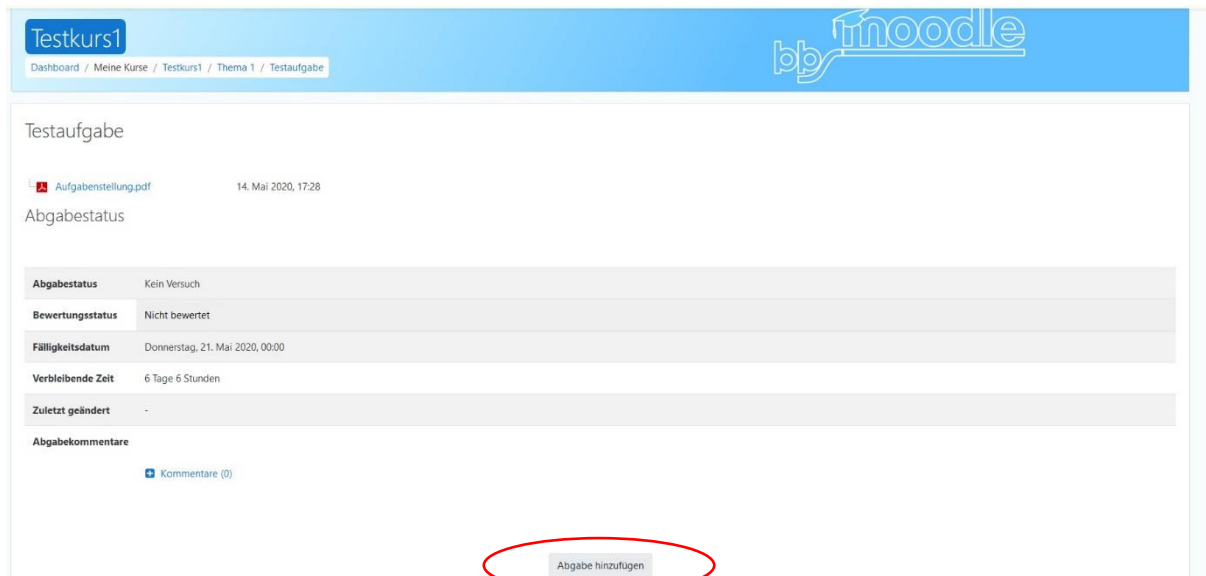 Testkurs1
moodle
bbs
Dashboard / Meine Kurse / Testkurs1 / Thema 1 / Testaufgabe
Testaufgabe
Aufgabenstellung.pdf 14. Mai 2020, 17:28
Abgabestatus
Abgabestatus Kein Versuch
Bewertungsstatus Nicht bewertet
Fälligkeitsdatum Donnerstag, 21. Mai 2020, 00:00
Verbleibende Zeit 6 Tage 6 Stunden
Zuletzt geändert -
Abgabekommentare
Kommentare (0)
Abgabe hinzufügen